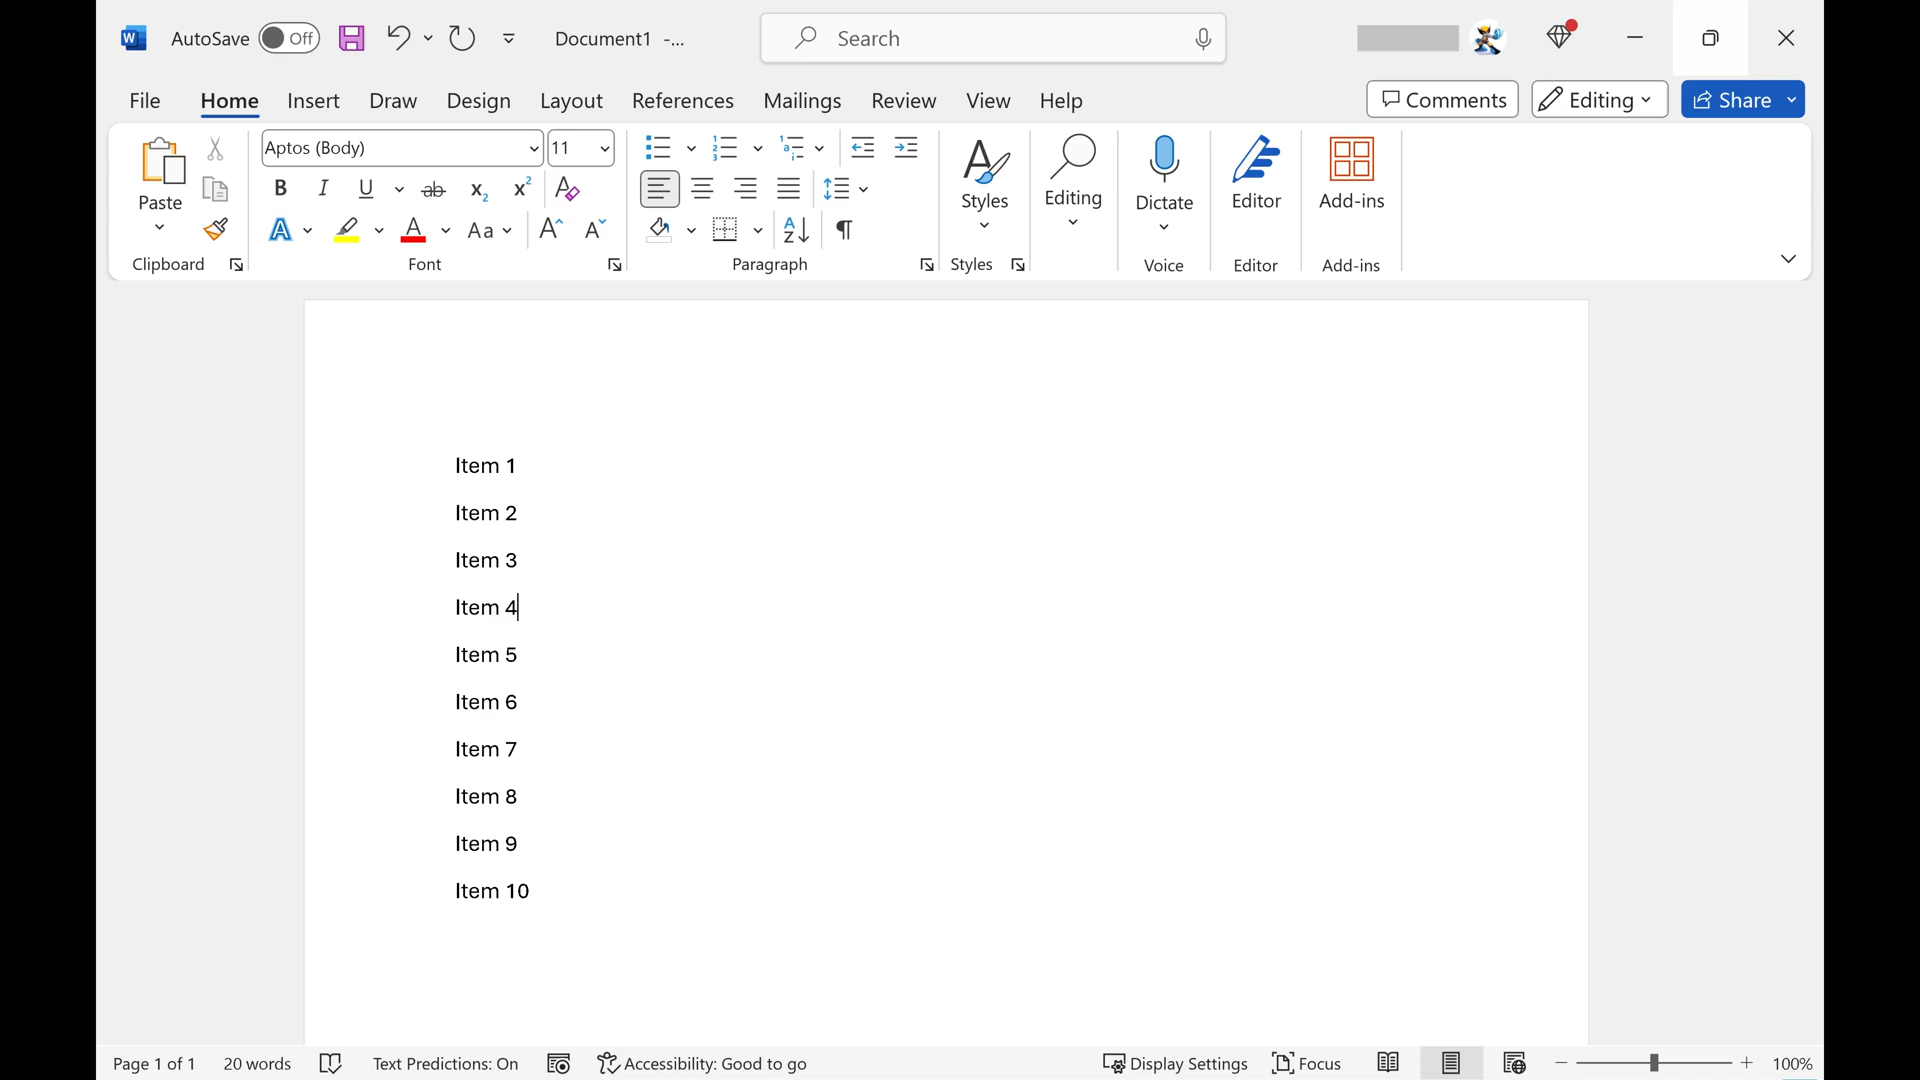 AutoSave Off Document1 -... Search
File Home Insert Draw Design Layout References Mailings Review View Help Comments Editing Share
Paste
Clipboard
Aptos (Body) 11
Font
Paragraph
Styles
Styles
Editing
Dictate
Voice
Editor
Editor
Add-ins
Add-ins
Item 1
Item 2
Item 3
Item 4
Item 5
Item 6
Item 7
Item 8
Item 9
Item 10
Page 1 of 1 20 words Text Predictions: On Accessibility: Good to go Display Settings Focus 100%